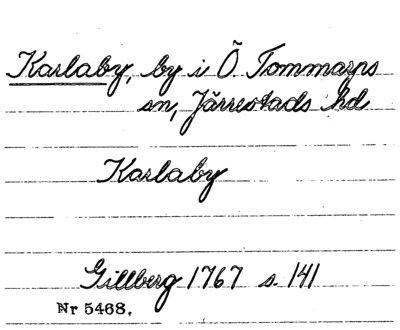 Karlaby, by i Ö. Tommarps
sn, Järrestads hd
Karlaby
Gillberg 1767 s. 141
Nr 5468.